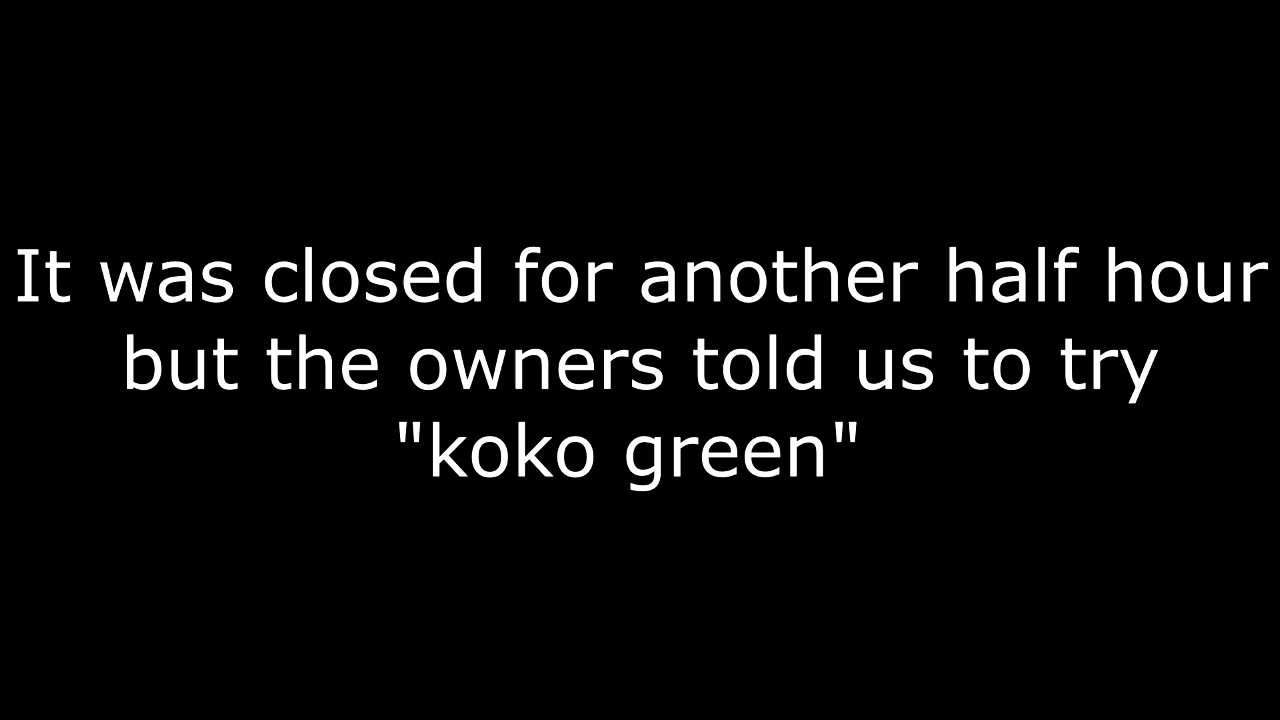 It was closed for another half hour
but the owners told us to try
"koko green"